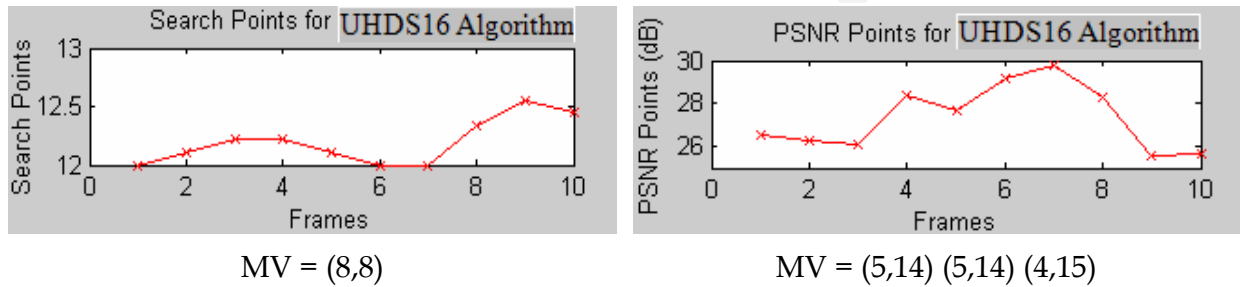 Search Points for UHDS16 Algorithm
13
12.5
12
Search Points
0 2 4 6 8 10
Frames
MV = (8,8)
PSNR Points for UHDS16 Algorithm
30
28
26
PSNR Points (dB)
0 2 4 6 8 10
Frames
MV = (5,14) (5,14) (4,15)